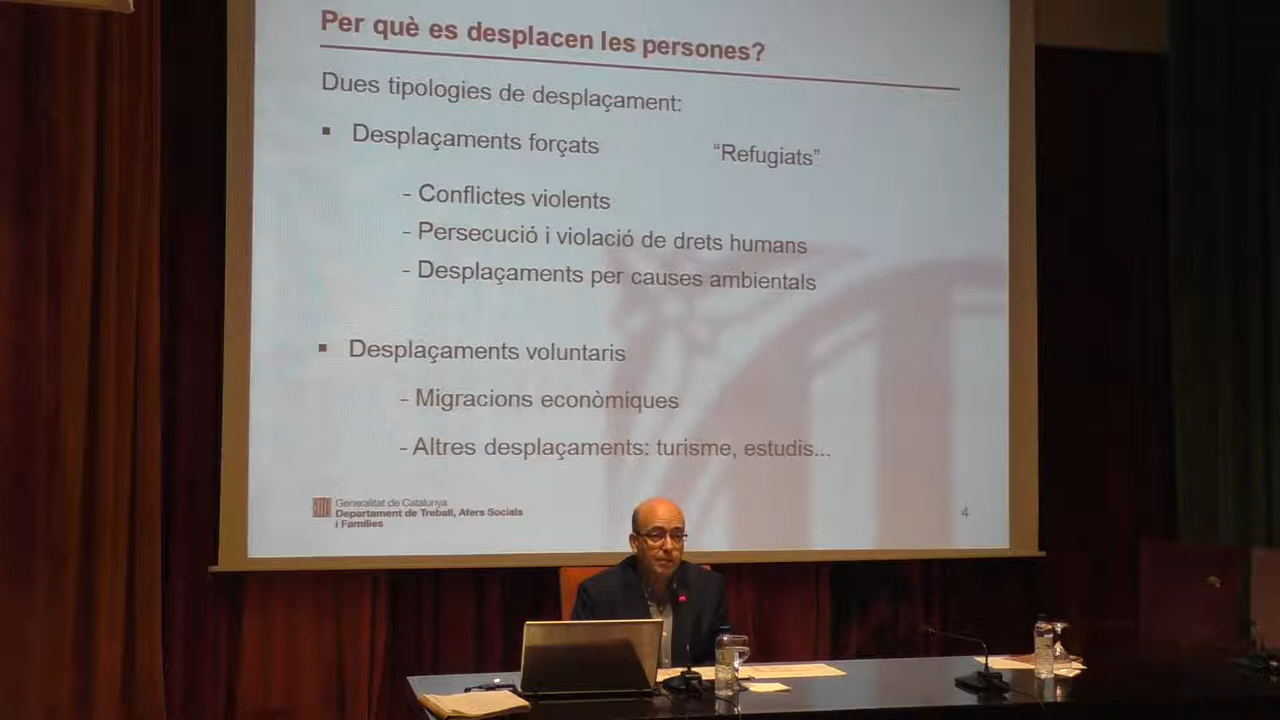 Per què es desplacen les persones?
Dues tipologies de desplaçament:
▪ Desplaçaments forçats “Refugiats”
- Conflictes violents
- Persecució i violació de drets humans
- Desplaçaments per causes ambientals
▪ Desplaçaments voluntaris
- Migracions econòmiques
- Altres desplaçaments: turisme, estudis...
Generalitat de Catalunya
Departament de Treball, Afers Socials
i Famílies
4